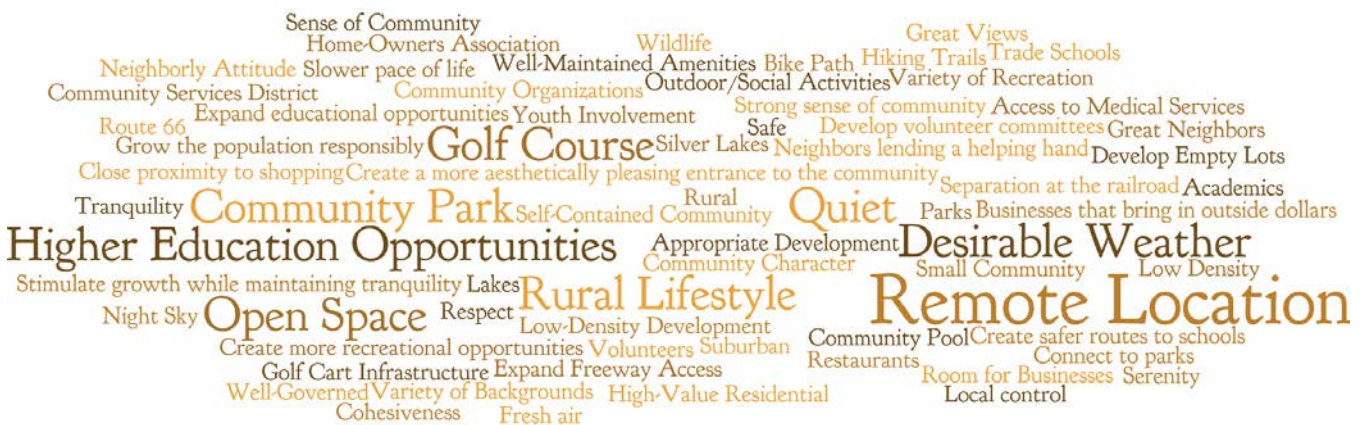 Sense of Community
Great Views
Home-Owners Association
Wildlife
Well-Maintained Amenities
Bike Path
Hiking Trails
Trade Schools
Neighborly Attitude
Slower pace of life
Outdoor/Social Activities
Variety of Recreation
Community Services District
Community Organizations
Strong sense of community
Access to Medical Services
Expand educational opportunities
Youth Involvement
Route 66
Safe
Develop volunteer committees
Great Neighbors
Grow the population responsibly
Golf Course
Silver Lakes
Neighbors lending a helping hand
Develop Empty Lots
Close proximity to shopping
Create a more aesthetically pleasing entrance to the community
Separation at the railroad
Academics
Tranquility
Community Park
Self-Contained Community
Rural
Quiet
Parks
Businesses that bring in outside dollars
Higher Education Opportunities
Appropriate Development
Desirable Weather
Community Character
Small Community
Low Density
Stimulate growth while maintaining tranquility
Lakes
Rural Lifestyle
Remote Location
Night Sky
Open Space
Respect
Low-Density Development
Community Pool
Create safer routes to schools
Create more recreational opportunities
Volunteers
Suburban
Restaurants
Connect to parks
Golf Cart Infrastructure
Expand Freeway Access
Room for Businesses
Serenity
Well-Governed
Variety of Backgrounds
High-Value Residential
Local control
Cohesiveness
Fresh air